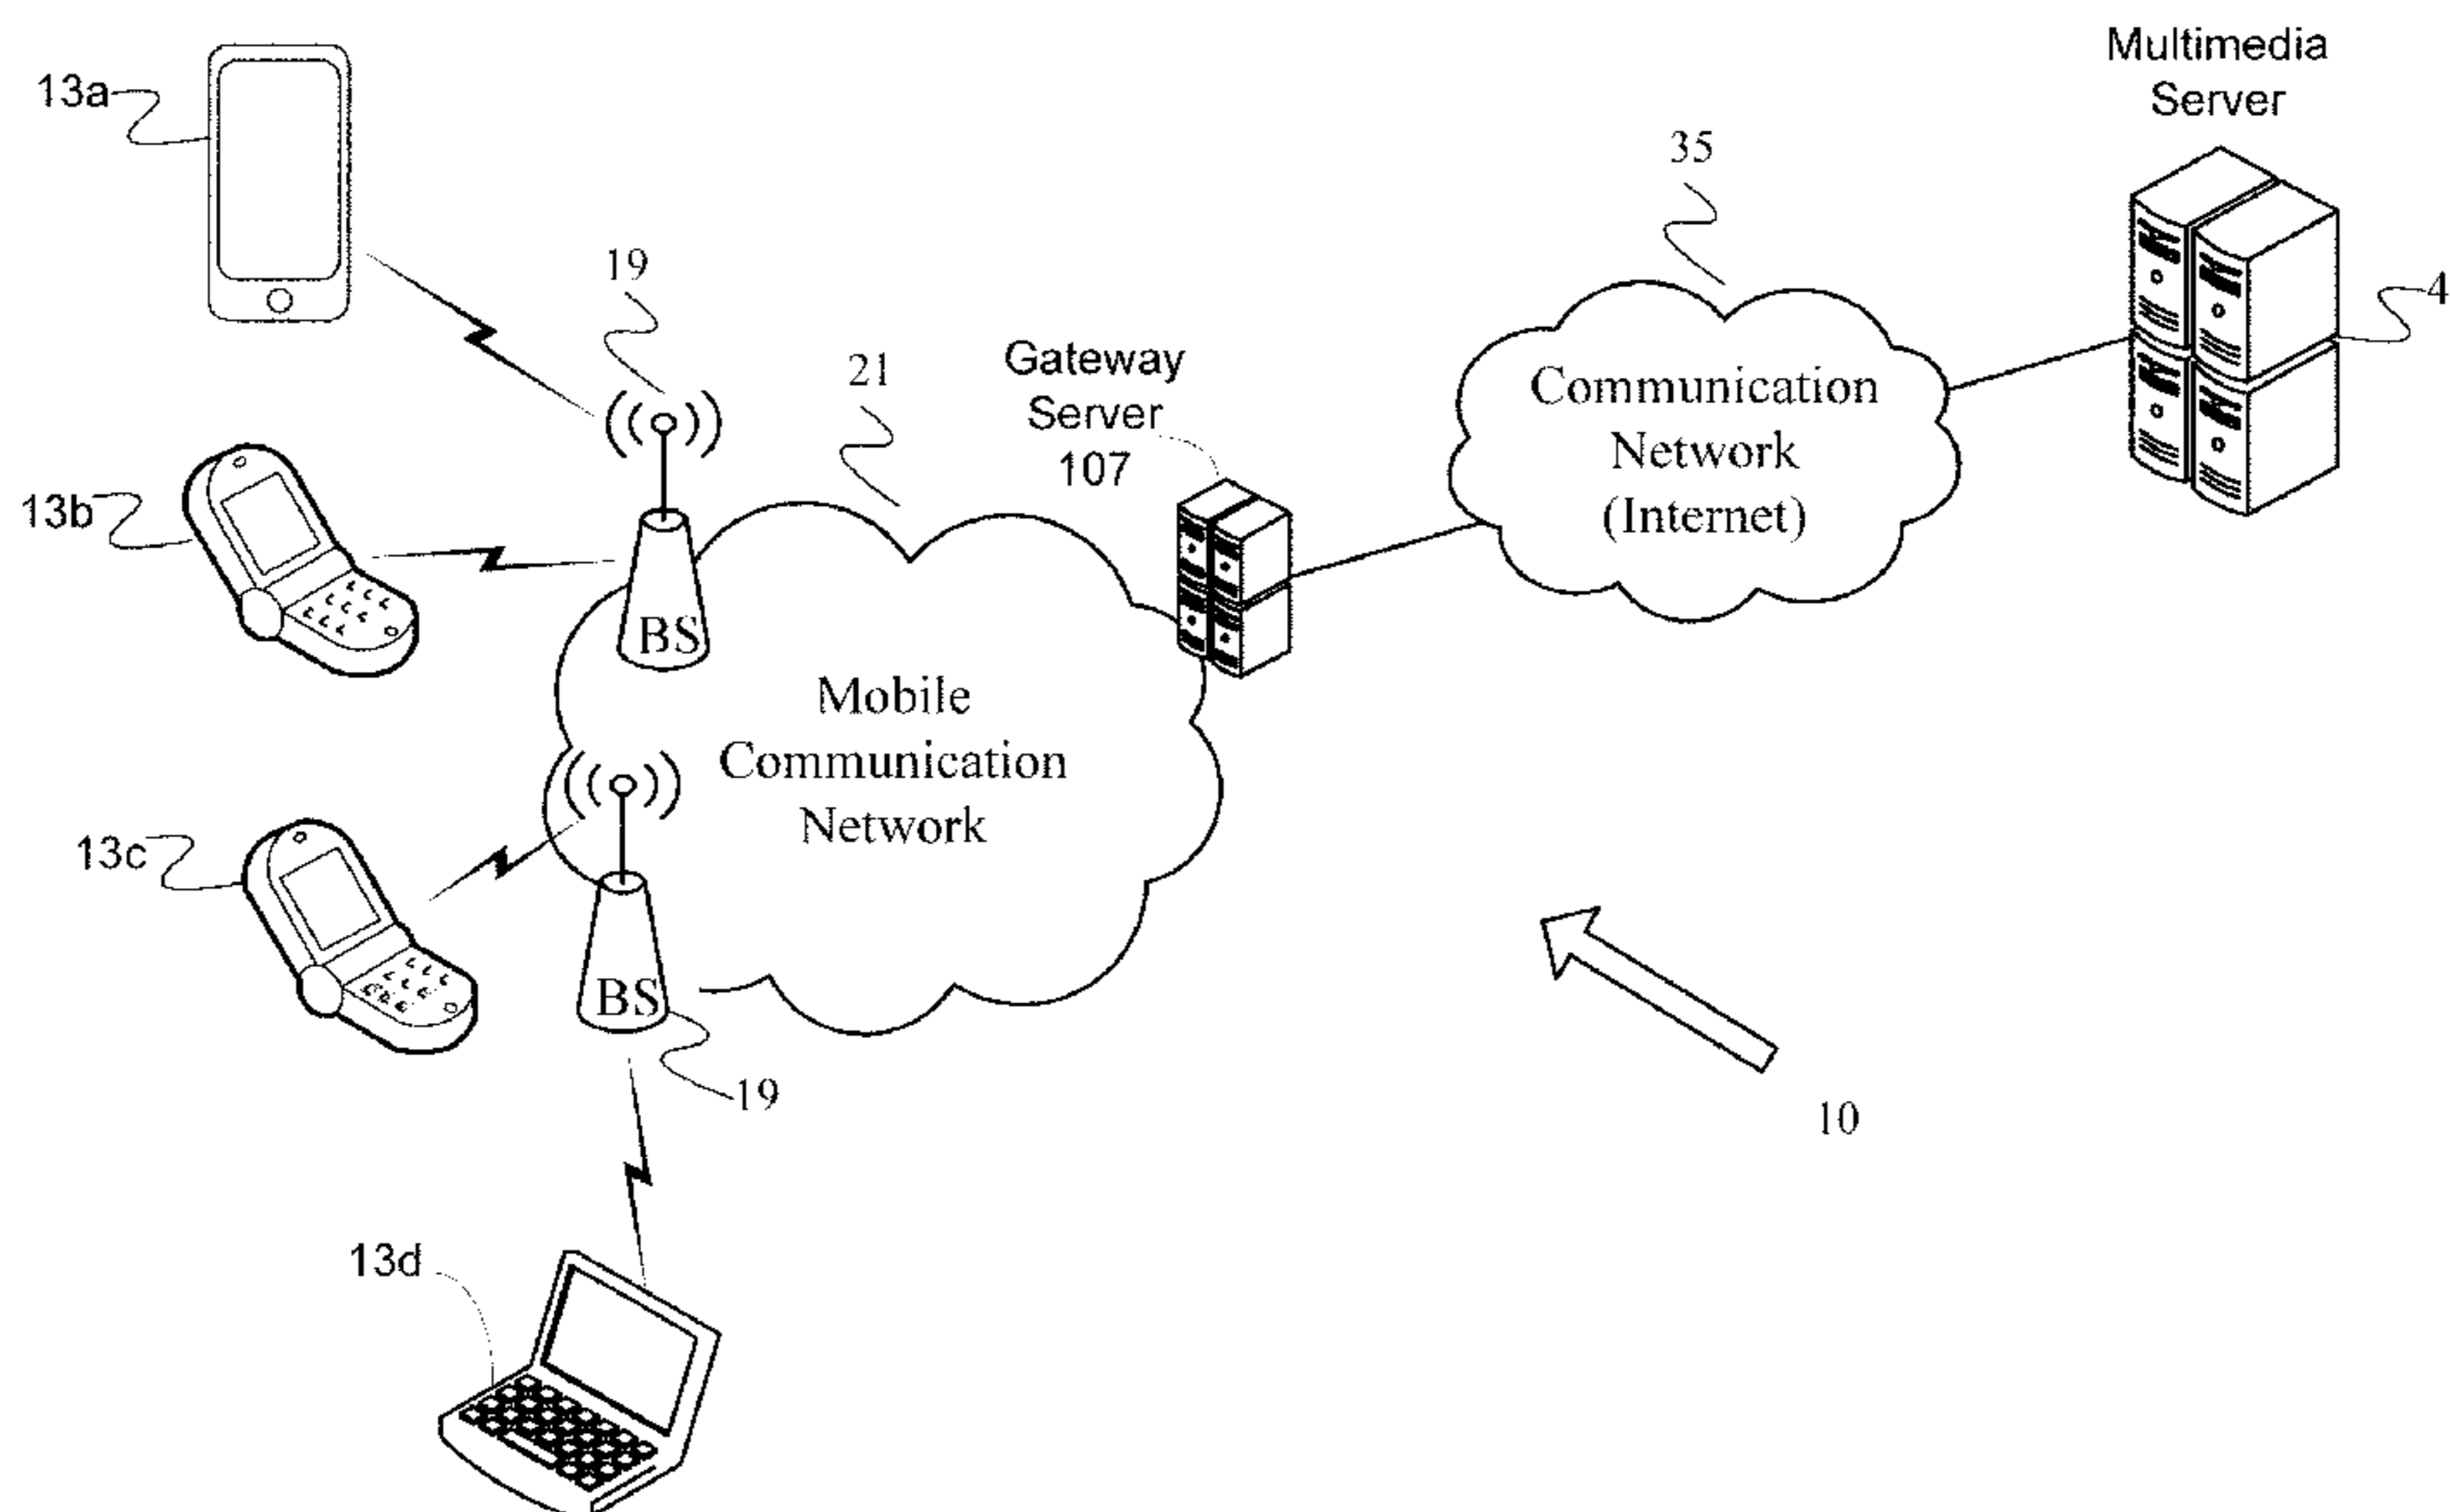 Multimedia
Server
13a
35
19
4
21
Gateway
Server
107
Communication
Network
(Internet)
13b
BS
Mobile
Communication
Network
13c
BS
19
10
13d